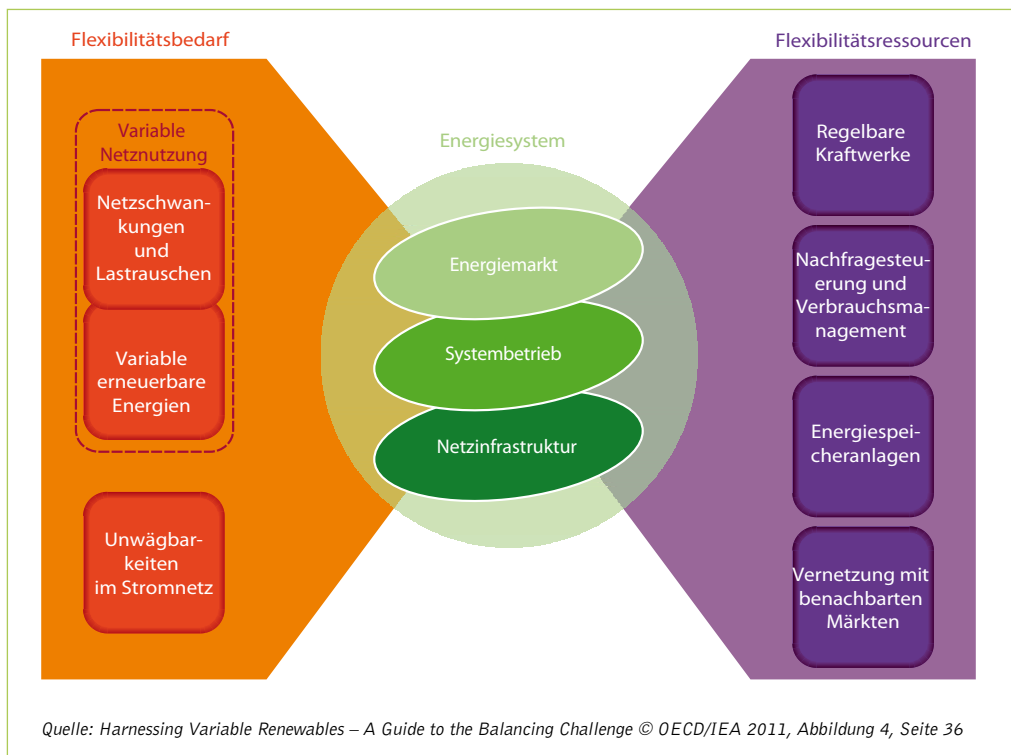 Flexibilitätsbedarf
Variable
Netznutzung
Netzschwan-
kungen
und
Lastrauschen
Variable
erneuerbare
Energien
Unwägbar-
keiten
im Stromnetz
Energiesystem
Energiemarkt
Systembetrieb
Netzinfrastruktur
Flexibilitätsressourcen
Regelbare
Kraftwerke
Nachfragesteu-
erung und
Verbrauchsma-
nagement
Energiespei-
cheranlagen
Vernetzung mit
benachbarten
Märkten
Quelle: Harnessing Variable Renewables – A Guide to the Balancing Challenge © OECD/IEA 2011, Abbildung 4, Seite 36